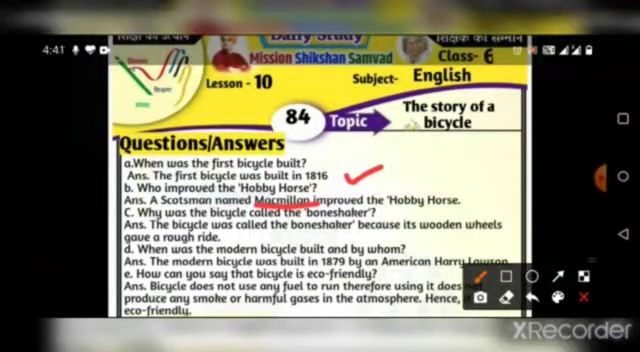 शिक्षा का उत्थान
Daily Study
शिक्षक का सम्मान
4:41
Mission Shikshan Samvad
Class- 6
Lesson - 10
Subject- English
84
Topic
The story of a
bicycle
Questions/Answers
a.When was the first bicycle built?
Ans. The first bicycle was built in 1816
b. Who improved the 'Hobby Horse'?
Ans. A Scotsman named Macmillan improved the 'Hobby Horse.
C. Why was the bicycle called the 'boneshaker'?
Ans. The bicycle was called the boneshaker' because its wooden wheels
gave a rough ride.
d. When was the modern bicycle built and by whom?
Ans. The modern bicycle was built in 1879 by an American Harry Lawson
e. How can you say that bicycle is eco-friendly?
Ans. Bicycle does not use any fuel to run therefore using it does not
produce any smoke or harmful gases in the atmosphere. Hence,
eco-friendly.
XRecorder